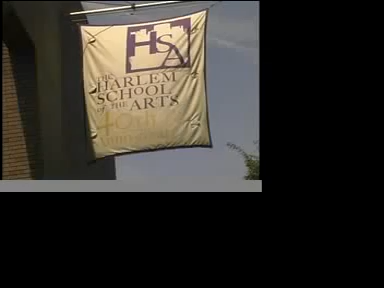 HSA
THE
HARLEM
SCHOOL
OF THE ARTS
40th